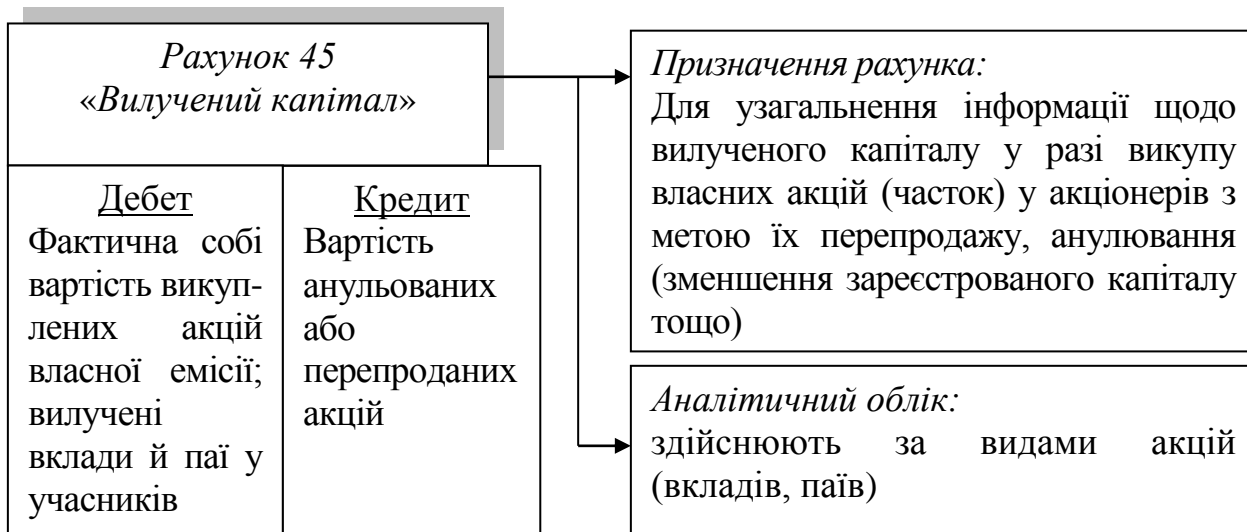 Рахунок 45
«Вилучений капітал»
Дебет
Фактична собі
вартість викуп-
лених акцій
власної емісії;
вилучені
вклади й паї у
учасників
Кредит
Вартість
анульованих
або
перепроданих
акцій
Призначення рахунка:
Для узагальнення інформації щодо
вилученого капіталу у разі викупу
власних акцій (часток) у акціонерів з
метою їх перепродажу, анулювання
(зменшення зареєстрованого капіталу
тощо)
Аналітичний облік:
здійснюють за видами акцій
(вкладів, паїв)